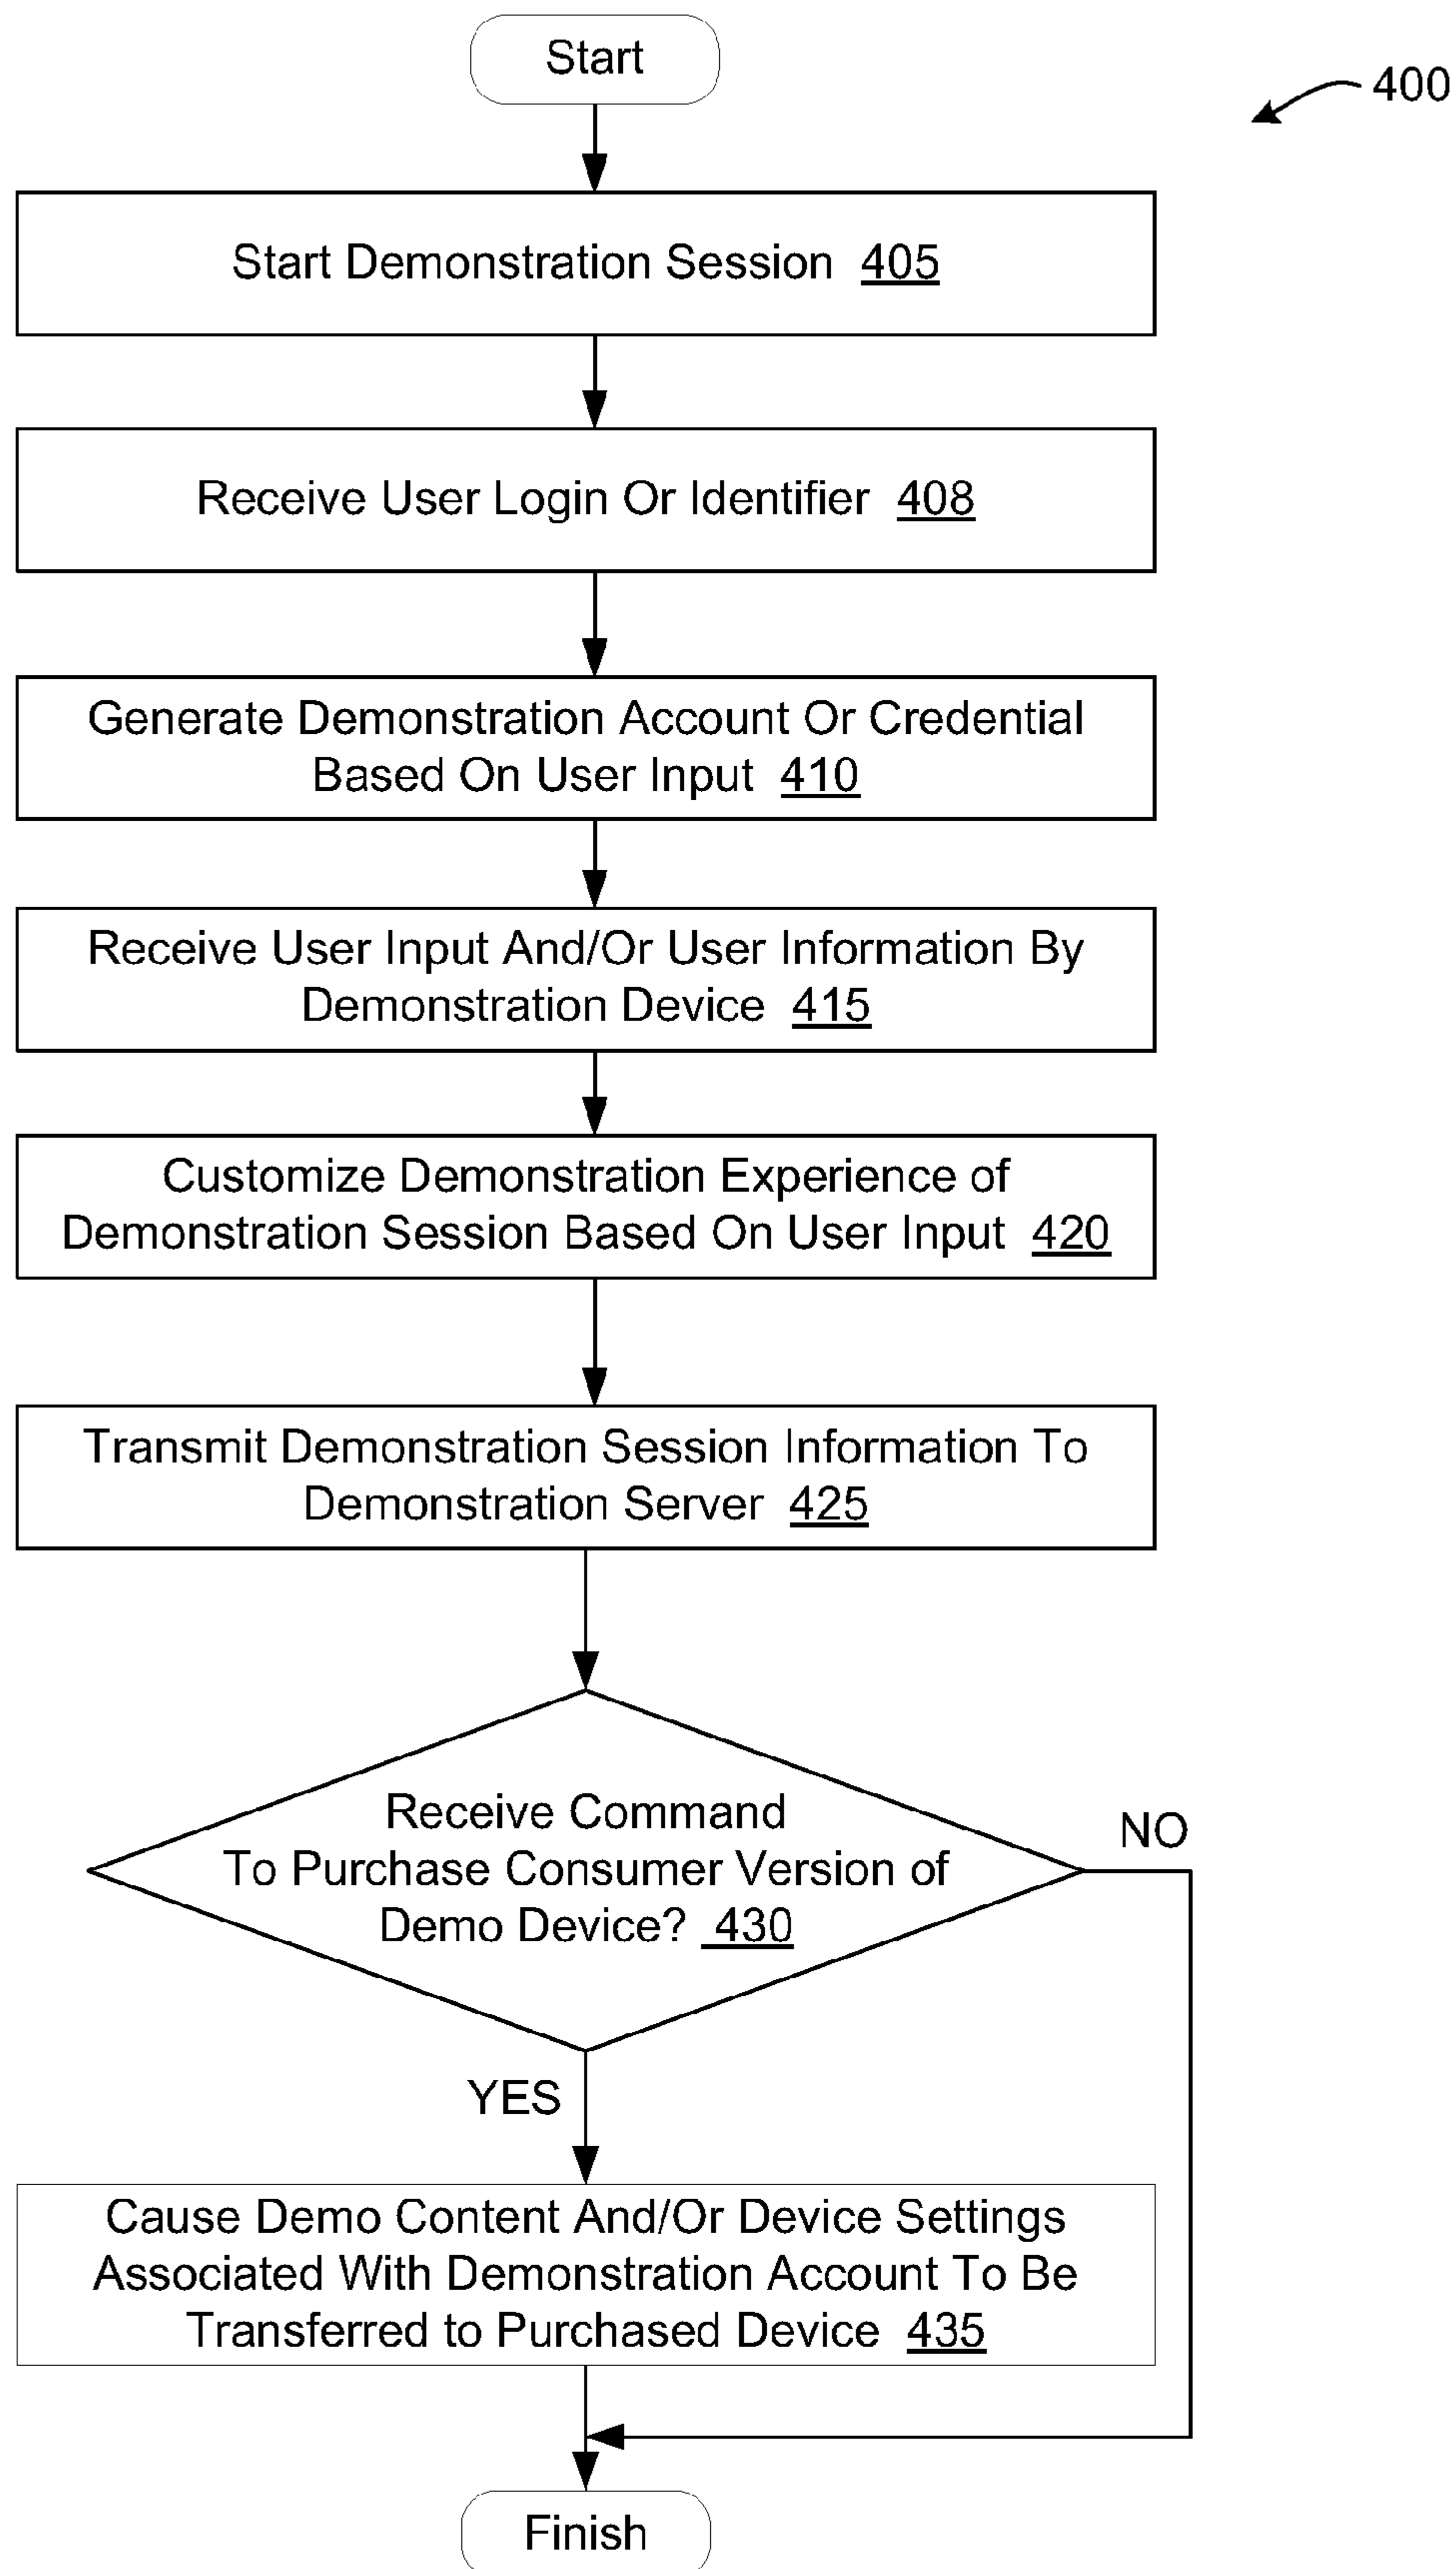 Start
400
Start Demonstration Session 405
Receive User Login Or Identifier 408
Generate Demonstration Account Or Credential
Based On User Input 410
Receive User Input And/Or User Information By
Demonstration Device 415
Customize Demonstration Experience of
Demonstration Session Based On User Input 420
Transmit Demonstration Session Information To
Demonstration Server 425
Receive Command
To Purchase Consumer Version of
Demo Device? 430
NO
YES
Cause Demo Content And/Or Device Settings
Associated With Demonstration Account To Be
Transferred to Purchased Device 435
Finish